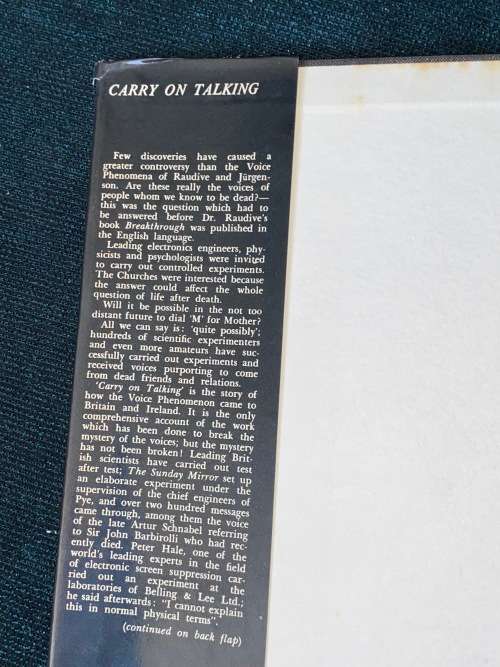 CARRY ON TALKING
Few discoveries have caused a
greater controversy than the Voice
Phenomena of Raudive and Jürgen-
son. Are these really the voices of
people whom we know to be dead?—
this was the question which had to
be answered before Dr. Raudive's
book Breakthrough was published in
the English language.
Leading electronics engineers, phy-
sicists and psychologists were invited
to carry out controlled experiments.
The Churches were interested because
the answer could affect the whole
question of life after death.
Will it be possible in the not too
distant future to dial 'M' for Mother?
All we can say is: 'quite possibly';
hundreds of scientific experimenters
and even more amateurs have suc-
cessfully carried out experiments and
received voices purporting to come
from dead friends and relations.
'Carry on Talking' is the story of
how the Voice Phenomenon came to
Britain and Ireland. It is the only
comprehensive account of the work
which has been done to break the
mystery of the voices; but the mystery
has not been broken! Leading Brit-
ish scientists have carried out test
after test; The Sunday Mirror set up
an elaborate experiment under the
supervision of the chief engineers of
Pye, and over two hundred messages
came through, among them the voice
of the late Artur Schnabel referring
to Sir John Barbirolli who had rec-
ently died. Peter Hale, one of the
world's leading experts in the field
of electronic screen suppression car-
ried out an experiment at the
laboratories of Belling & Lee Ltd.;
he said afterwards: "I cannot explain
this in normal physical terms".
(continued on back flap)